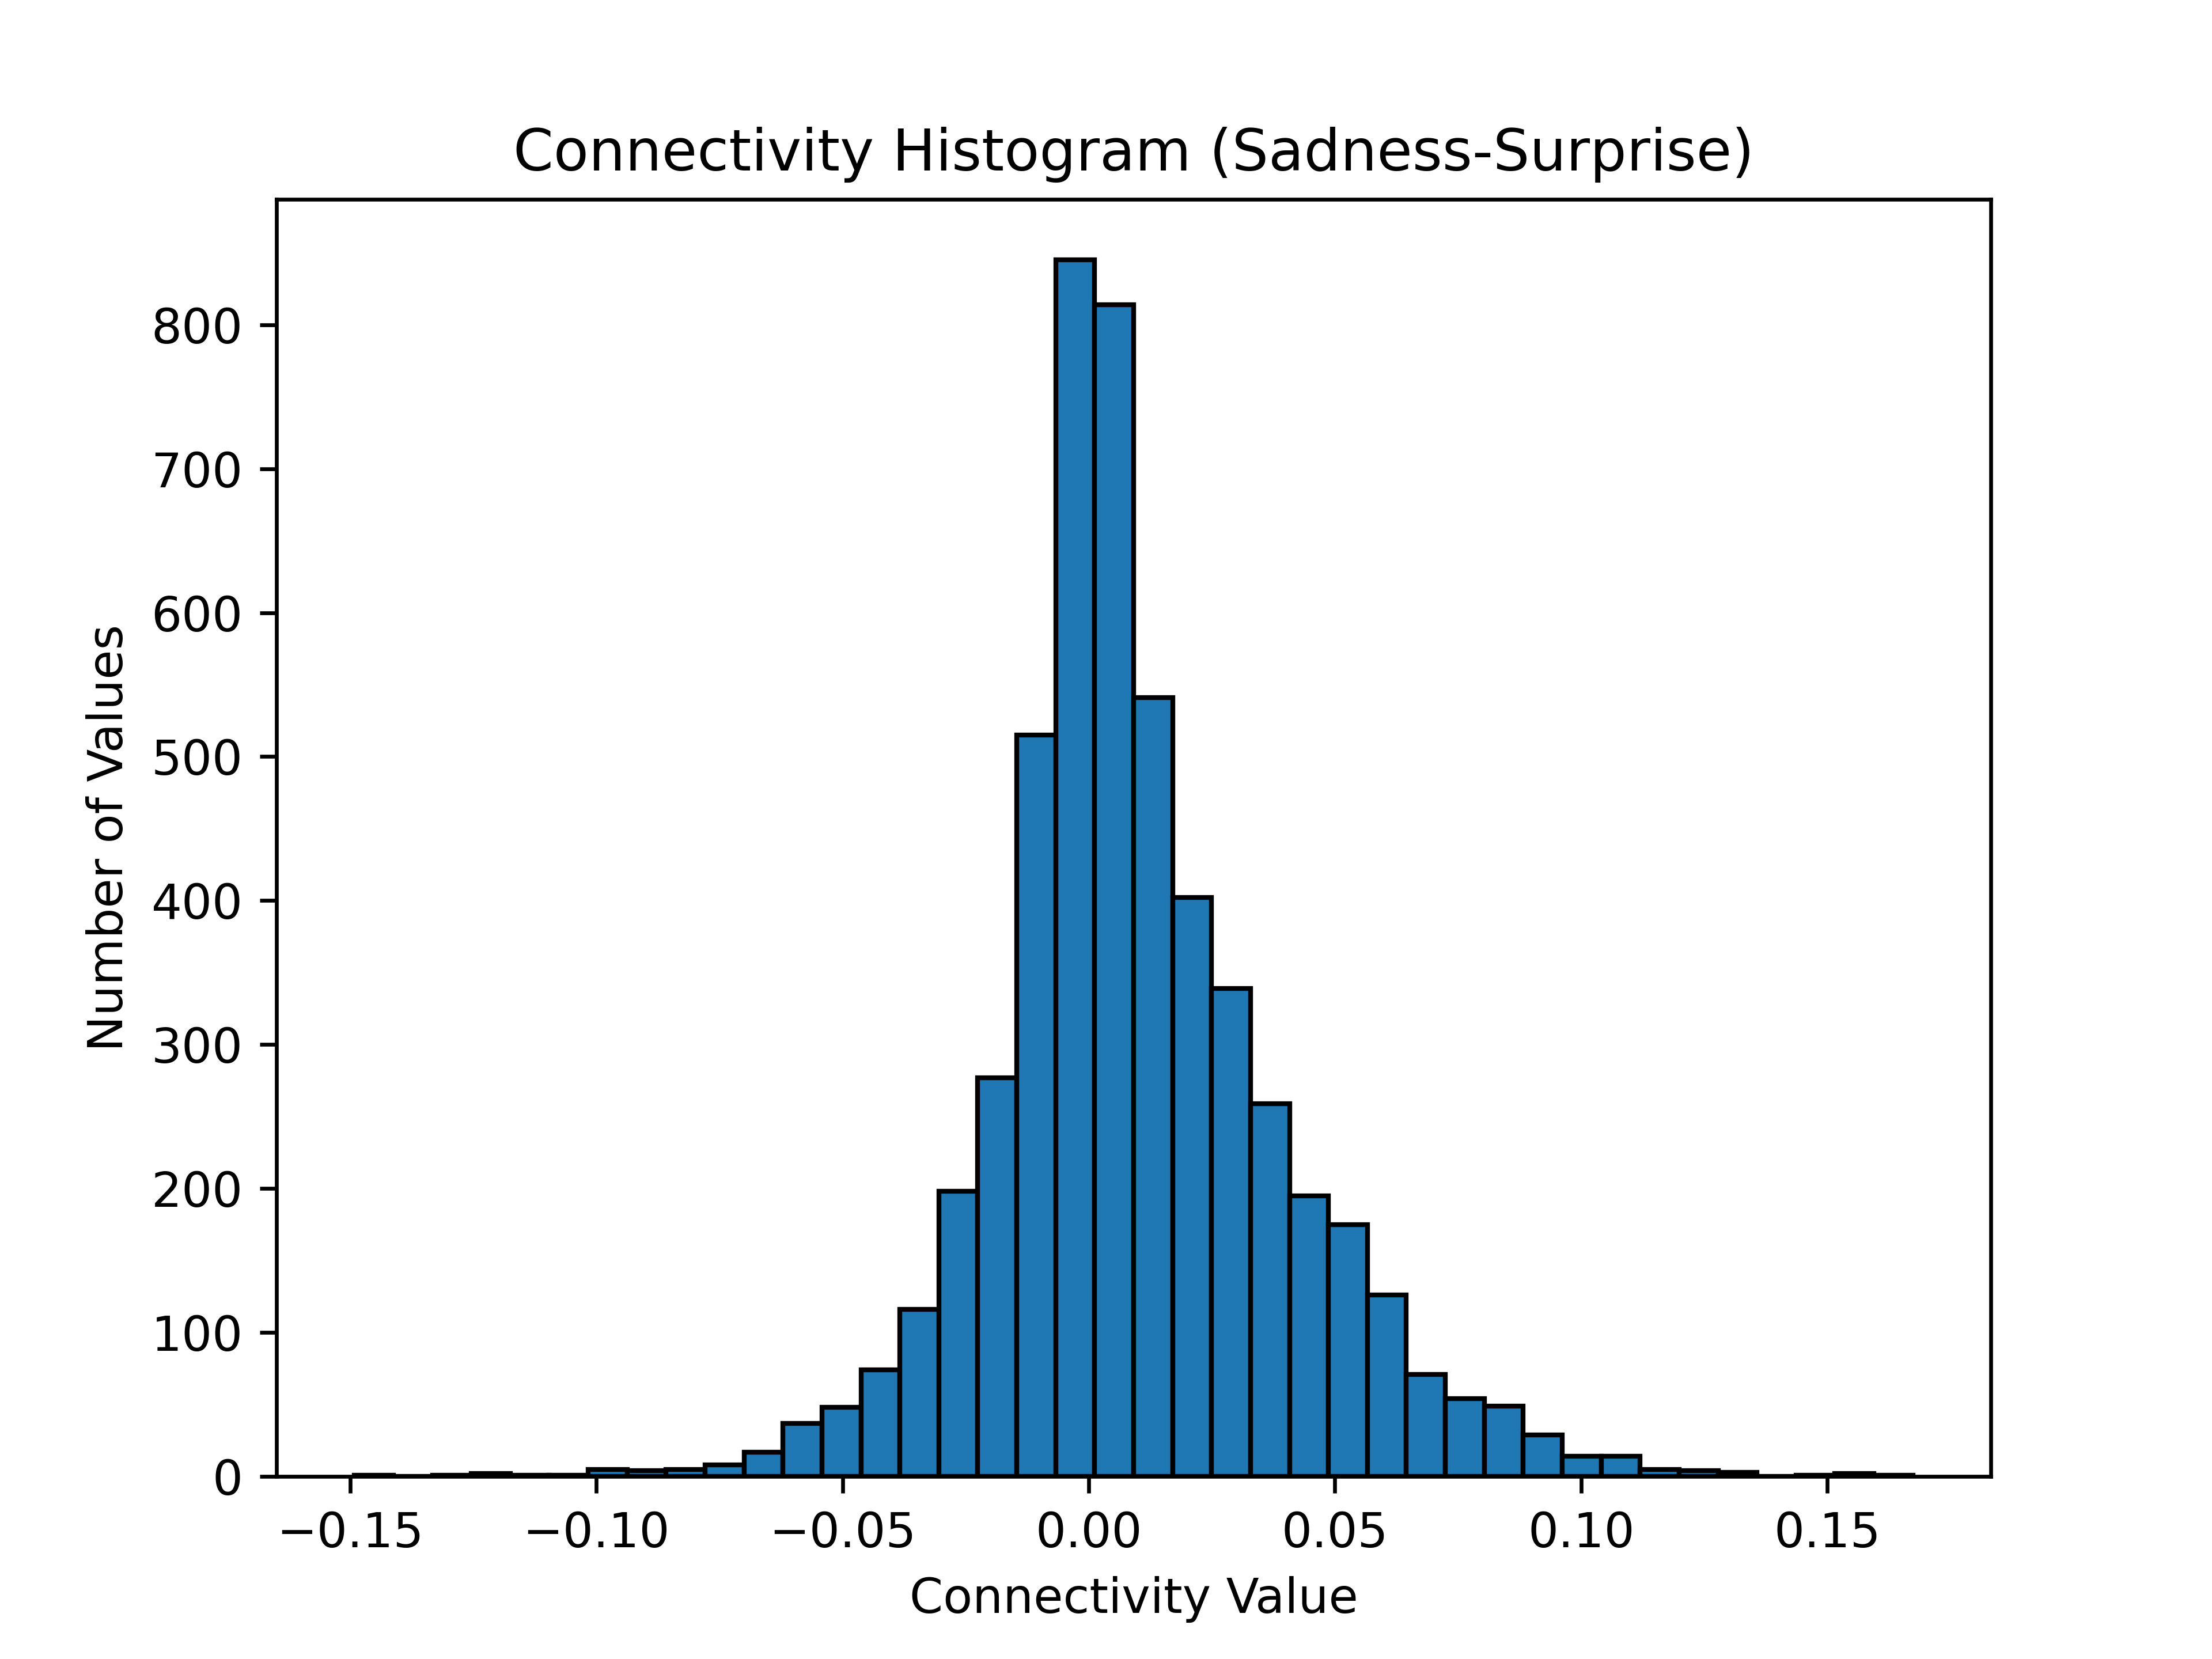 Connectivity Histogram (Sadness-Surprise)
800
700
600
500
400
300
200
100
0
Number of Values
−0.15 −0.10 −0.05 0.00 0.05 0.10 0.15
Connectivity Value